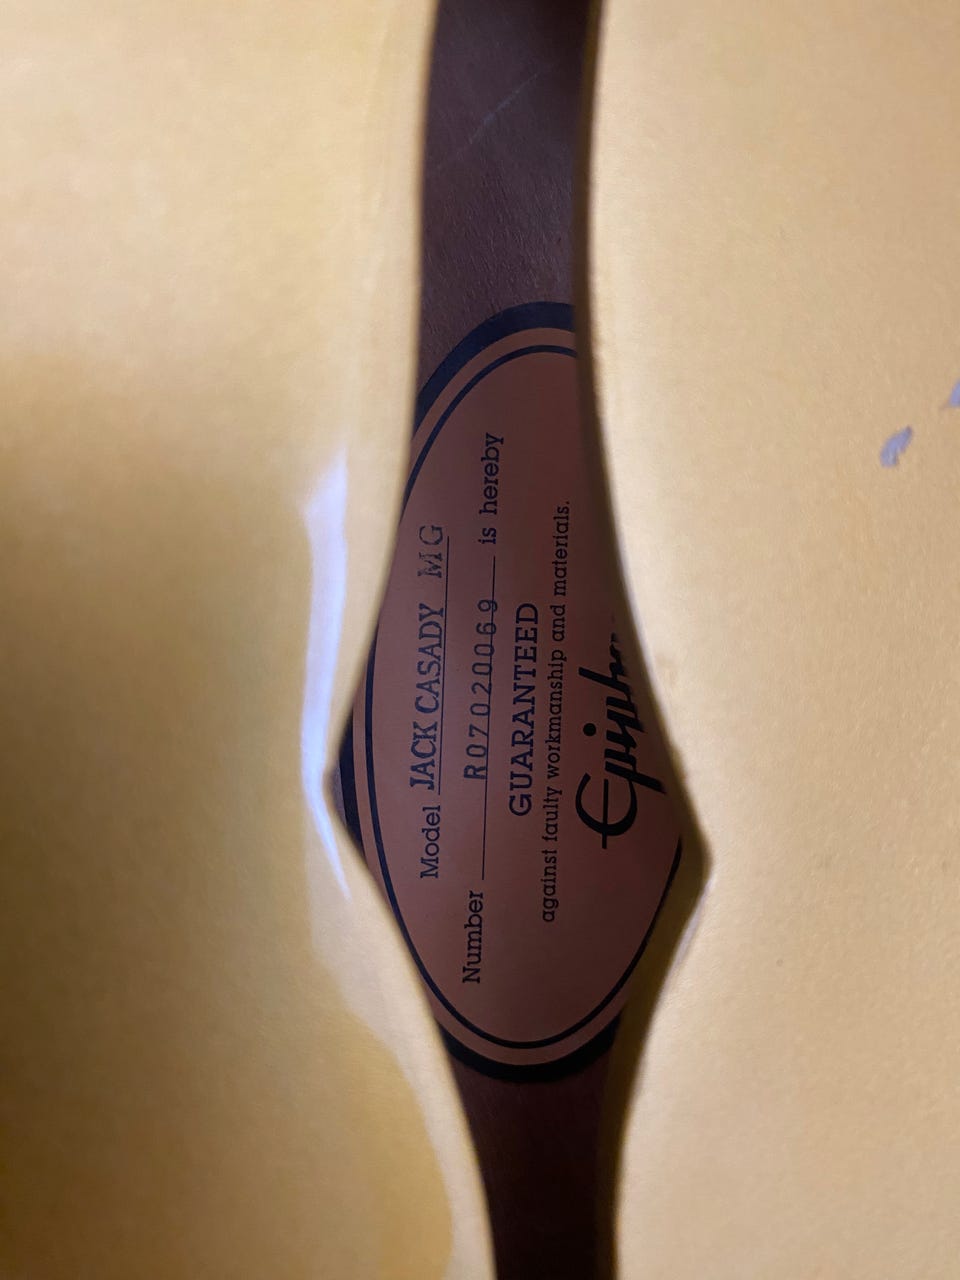 Model JACK CASADY MG
Number R07020069 is hereby
GUARANTEED
against faulty workmanship and materials.